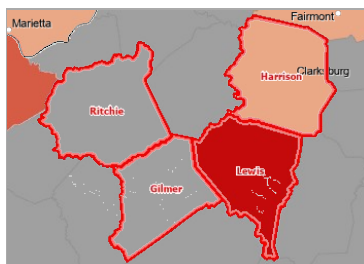 Fairmont
Marietta
Clarksburg
Harrison
Ritchie
Lewis
Gilmer